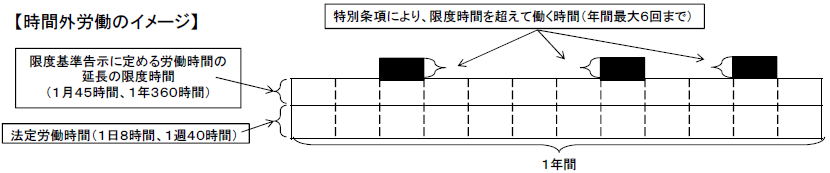 【時間外労働のイメージ】
特別条項により、限度時間を超えて働く時間(年間最大6回まで)
限度基準告示に定める労働時間の
延長の限度時間
(1月45時間、1年360時間)
法定労働時間(1日8時間、1週40時間)
1年間